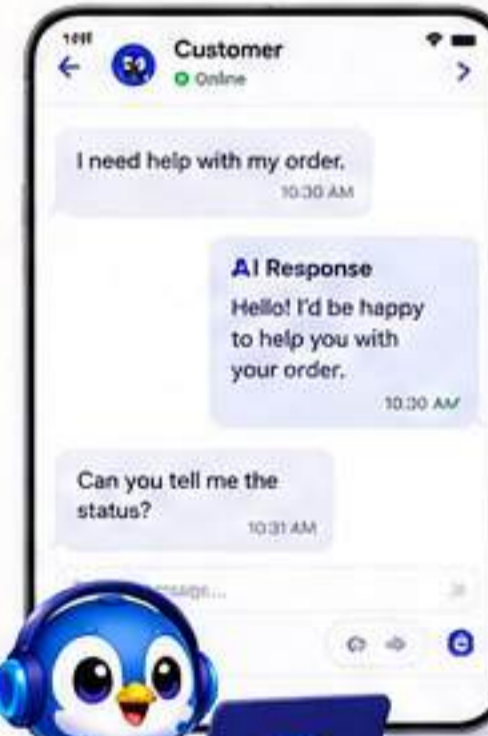 Customer
Online
I need help with my order.
10:30 AM
AI Response
Hello! I'd be happy
to help you with
your order.
10:30 AM
Can you tell me the
status?
10:31 AM